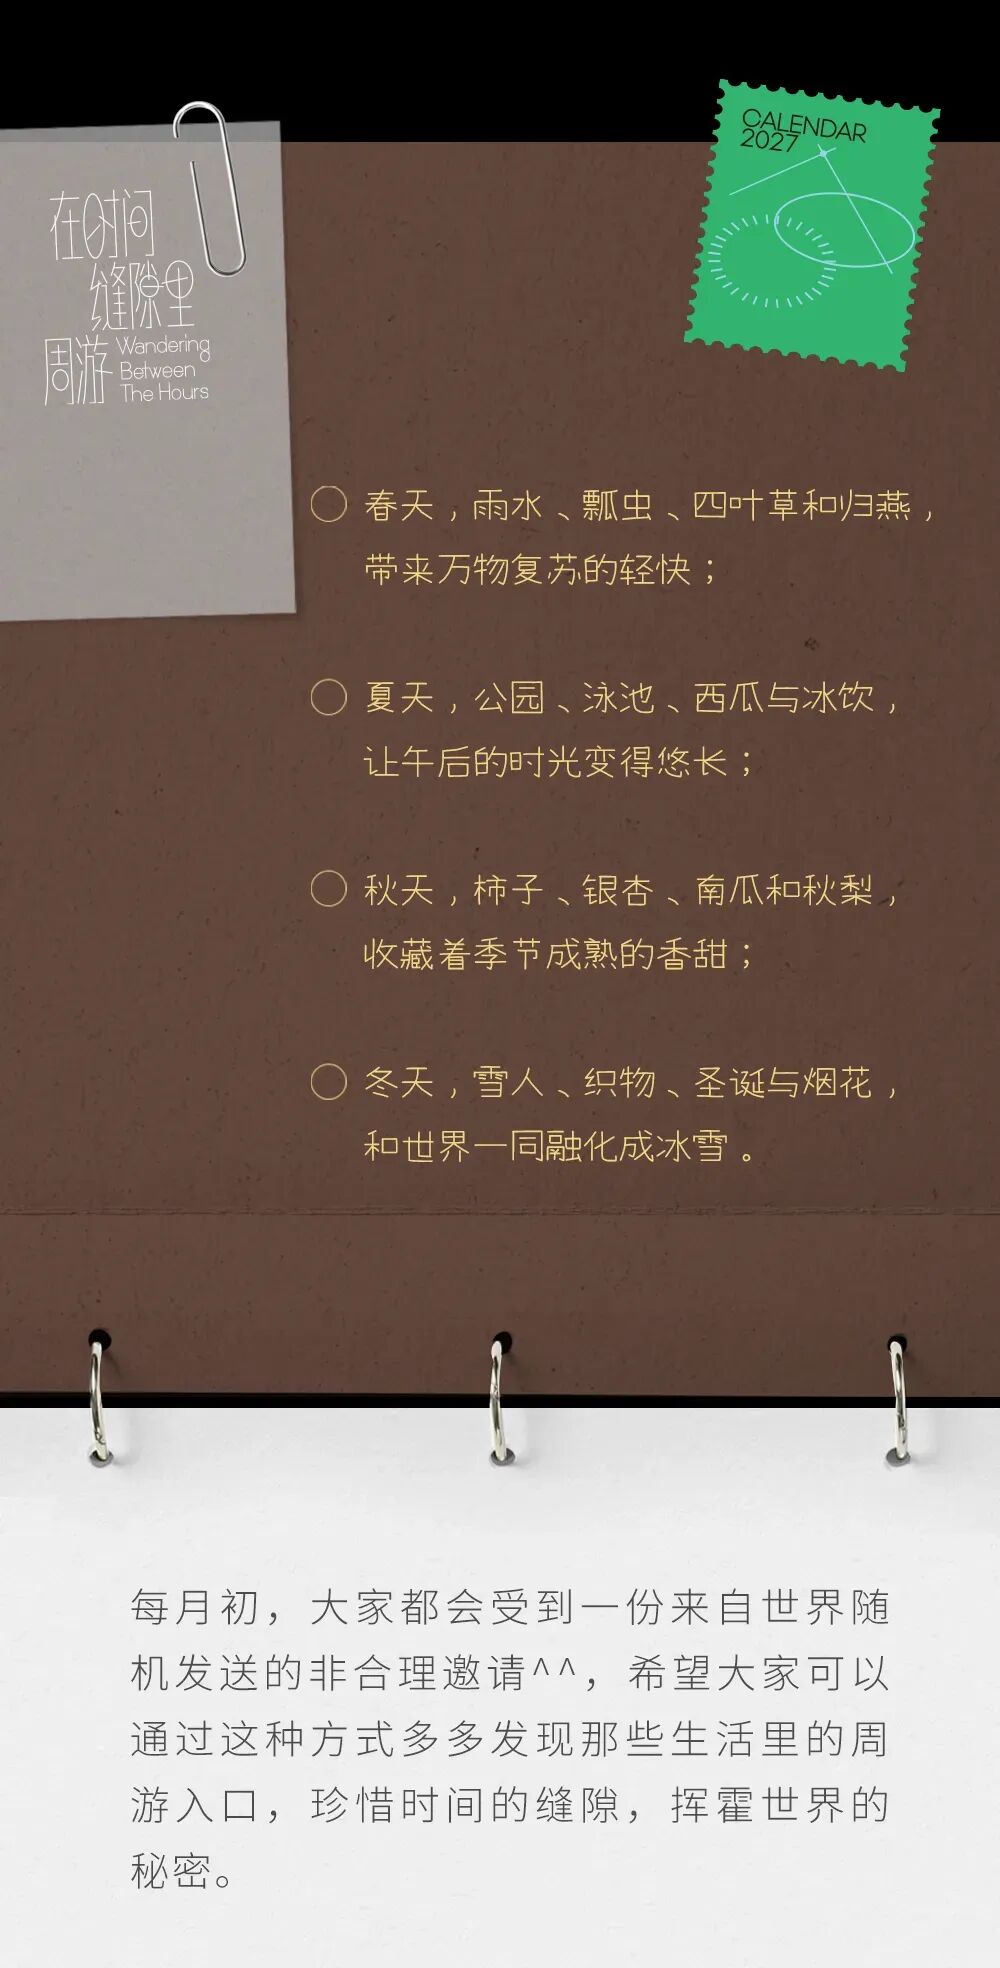 在时间
缝隙里
周游
Wandering
Between
The Hours
CALENDAR
2027
春天，雨水、瓢虫、四叶草和归燕，
带来万物复苏的轻快；
夏天，公园、泳池、西瓜与冰饮，
让午后的时光变得悠长；
秋天，柿子、银杏、南瓜和秋梨，
收藏着季节成熟的香甜；
冬天，雪人、织物、圣诞与烟花，
和世界一同融化成冰雪。
每月初，大家都会受到一份来自世界随
机发送的非合理邀请^^，希望大家可以
通过这种方式多多发现那些生活里的周
游入口，珍惜时间的缝隙，挥霍世界的
秘密。